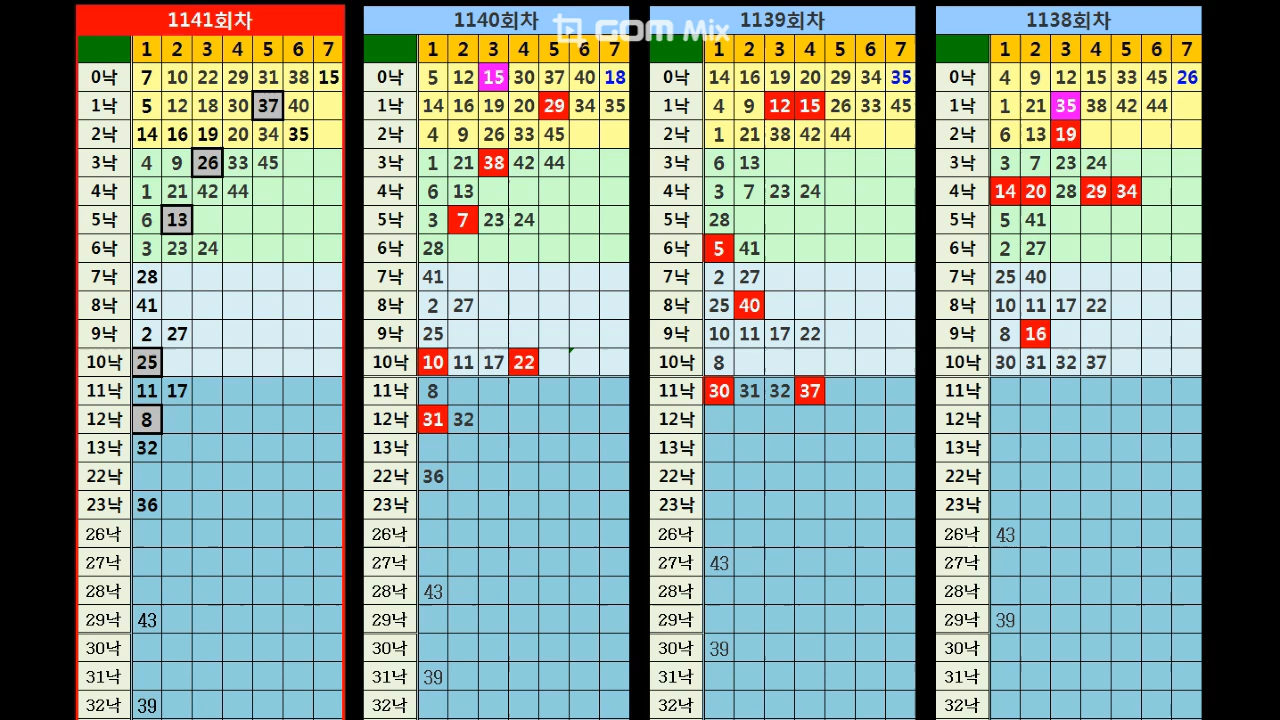 1141회차 1140회차 1139회차 1138회차
GOM Mix
1 2 3 4 5 6 7 1 2 3 4 5 6 7 1 2 3 4 5 6 7 1 2 3 4 5 6 7
0낙 7 10 22 29 31 38 15 0낙 5 12 15 30 37 40 18 0낙 14 16 19 20 29 34 35 0낙 4 9 12 15 33 45 26
1낙 5 12 18 30 37 40 1낙 14 16 19 20 29 34 35 1낙 4 9 12 15 26 33 45 1낙 1 21 35 38 42 44
2낙 14 16 19 20 34 35 2낙 4 9 26 33 45 2낙 1 21 38 42 44 2낙 6 13 19
3낙 4 9 26 33 45 3낙 1 21 38 42 44 3낙 6 13 3낙 3 7 23 24
4낙 1 21 42 44 4낙 6 13 4낙 3 7 23 24 4낙 14 20 28 29 34
5낙 6 13 5낙 3 7 23 24 5낙 28 5낙 5 41
6낙 3 23 24 6낙 28 6낙 5 41 6낙 2 27
7낙 28 7낙 41 7낙 2 27 7낙 25 40
8낙 41 8낙 2 27 8낙 25 40 8낙 10 11 17 22
9낙 2 27 9낙 25 9낙 10 11 17 22 9낙 8 16
10낙 25 10낙 10 11 17 22 10낙 8 10낙 30 31 32 37
11낙 11 17 11낙 8 11낙 30 31 32 37 11낙
12낙 8 12낙 31 32 12낙 12낙
13낙 32 13낙 13낙 13낙
22낙 22낙 36 22낙 22낙
23낙 36 23낙 23낙 23낙
26낙 26낙 26낙 26낙 43
27낙 27낙 27낙 43 27낙
28낙 28낙 43 28낙 28낙
29낙 43 29낙 29낙 29낙 39
30낙 30낙 30낙 39 30낙
31낙 31낙 39 31낙 31낙
32낙 39 32낙 32낙 32낙